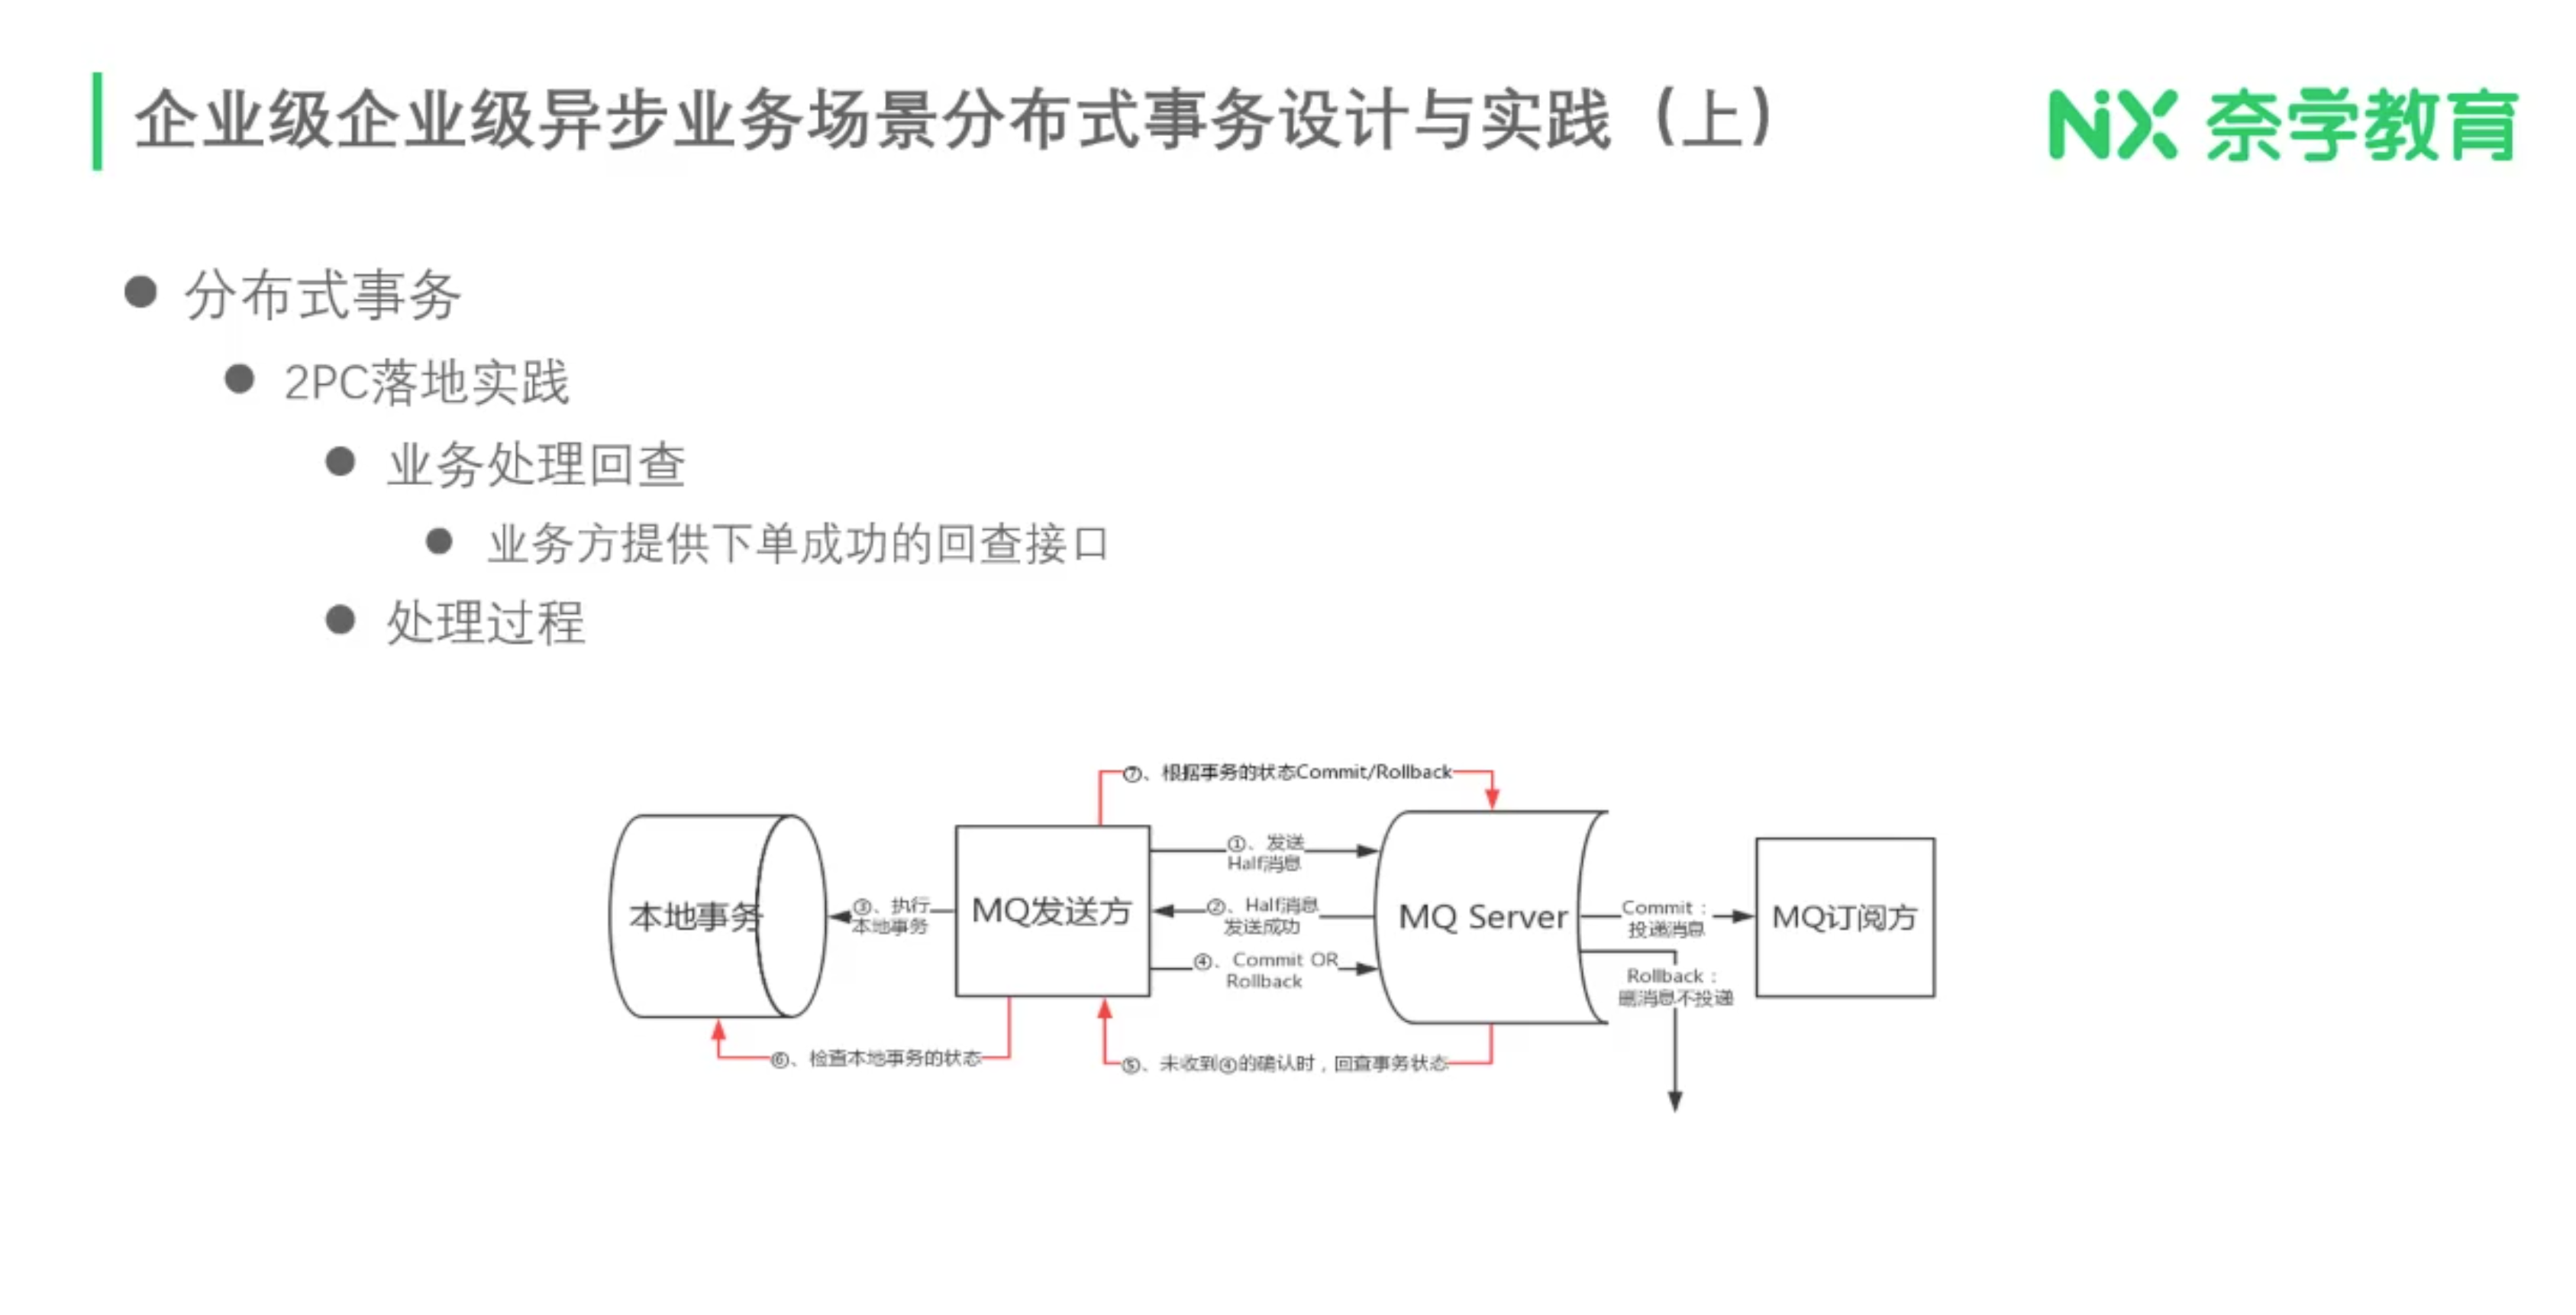 企业级企业级异步业务场景分布式事务设计与实践（上）
NX 奈学教育
分布式事务
2PC落地实践
业务处理回查
业务方提供下单成功的回查接口
处理过程
⑦、根据事务的状态Commit/Rollback
①、发送
Half消息
本地事务
③、执行
本地事务
MQ发送方
②、Half消息
发送成功
MQ Server
Commit：
投递消息
MQ订阅方
④、Commit OR
Rollback
Rollback：
删消息不投递
⑥、检查本地事务的状态
⑤、未收到④的确认时，回查事务状态